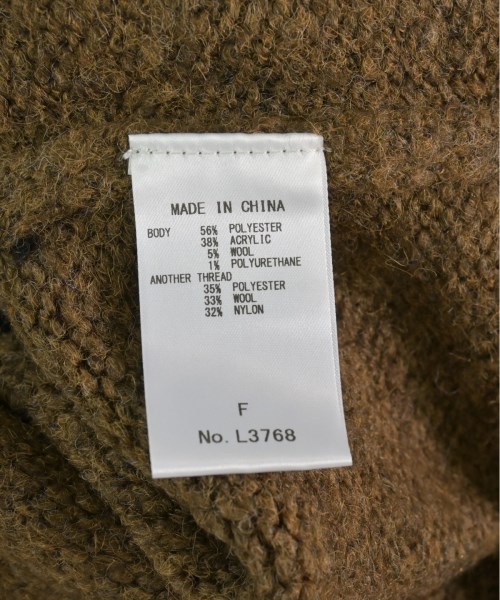 MADE IN CHINA
BODY 56% POLYESTER
38% ACRYLIC
5% WOOL
1% POLYURETHANE
ANOTHER THREAD
35% POLYESTER
33% WOOL
32% NYLON
F
No. L3768